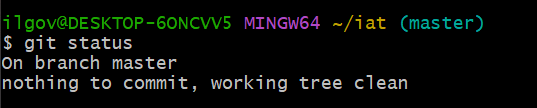 ilgov@DESKTOP-6ONCVV5 MINGW64 ~/iat (master)
$ git status
On branch master
nothing to commit, working tree clean